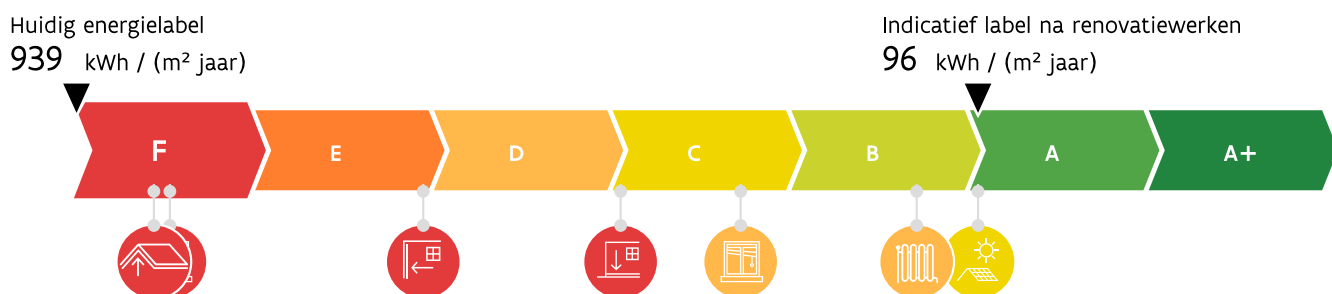 Huidig energielabel
939 kWh / (m² jaar)
Indicatief label na renovatiewerken
96 kWh / (m² jaar)
F E D C B A A+